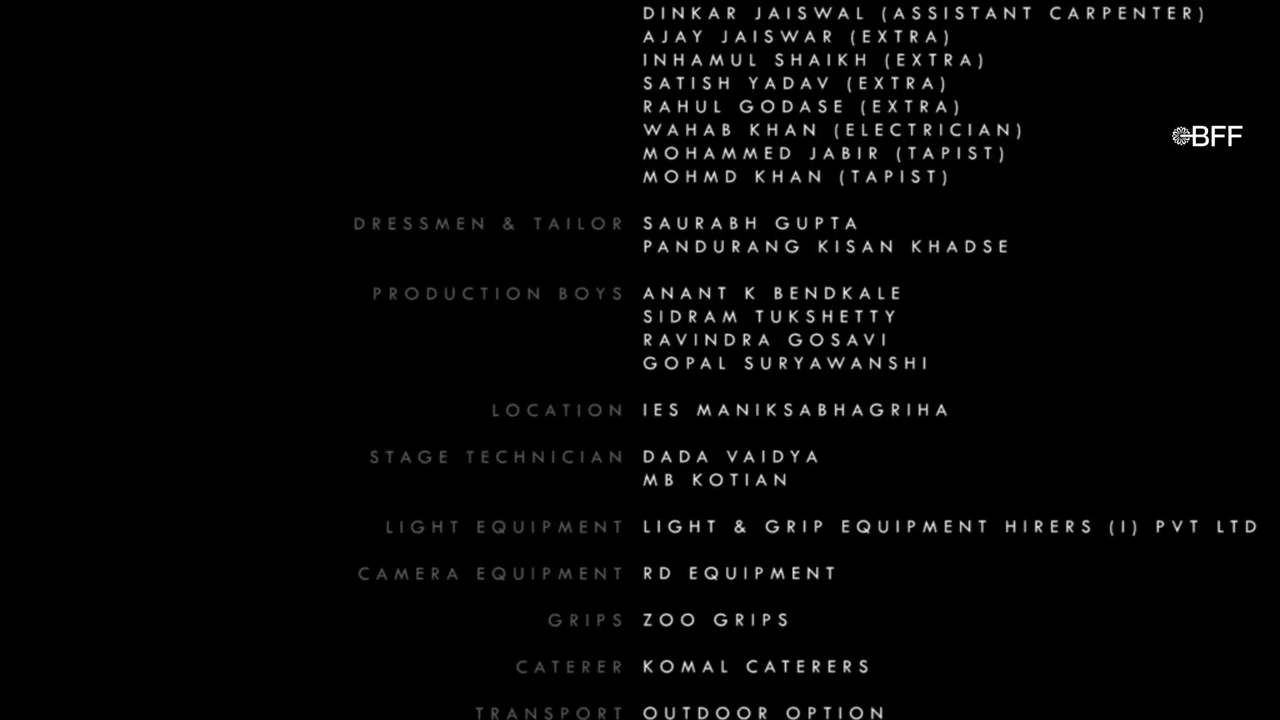 DINKAR JAISWAL (ASSISTANT CARPENTER)
AJAY JAISWAR (EXTRA)
INHAMUL SHAIKH (EXTRA)
SATISH YADAV (EXTRA)
RAHUL GODASE (EXTRA)
WAHAB KHAN (ELECTRICIAN)
BFF
MOHAMMED JABIR (TAPIST)
MOHMD KHAN (TAPIST)
DRESSMEN & TAILOR SAURABH GUPTA
PANDURANG KISAN KHADSE
PRODUCTION BOYS ANANT K BENDKALE
SIDRAM TUKSHETTY
RAVINDRA GOSAVI
GOPAL SURYAWANSHI
LOCATION IES MANIKSABHAGRIHA
STAGE TECHNICIAN DADA VAIDYA
MB KOTIAN
LIGHT EQUIPMENT LIGHT & GRIP EQUIPMENT HIRERS (I) PVT LTD
CAMERA EQUIPMENT RD EQUIPMENT
GRIPS ZOO GRIPS
CATERER KOMAL CATERERS
TRANSPORT OUTDOOR OPTION